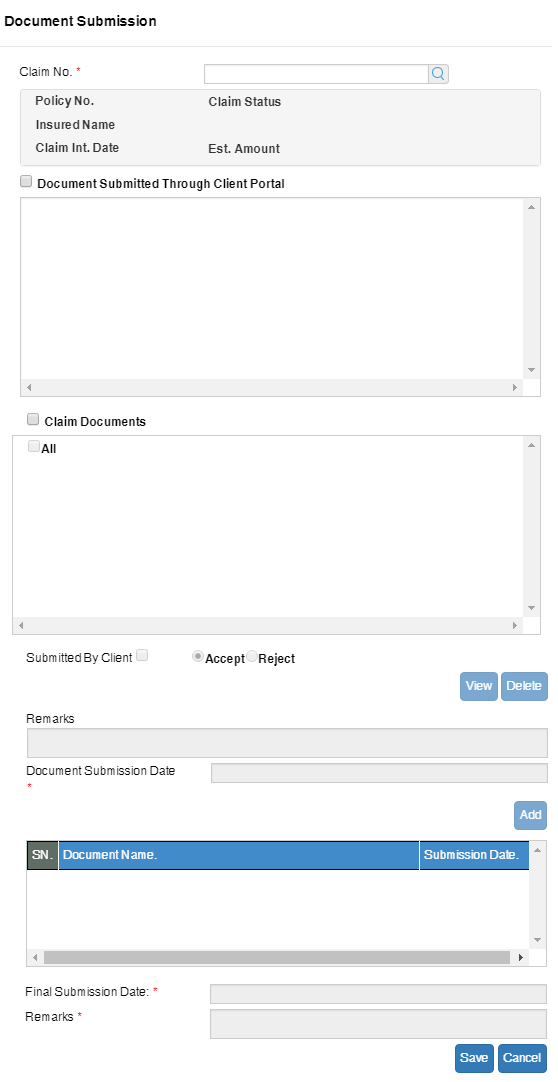 Document Submission
Claim No. *
Policy No. Claim Status
Insured Name
Claim Int. Date Est. Amount
Document Submitted Through Client Portal
Claim Documents
All
Submitted By Client Accept Reject
View Delete
Remarks
Document Submission Date
*
Add
SN. Document Name. Submission Date.
Final Submission Date: *
Remarks *
Save Cancel